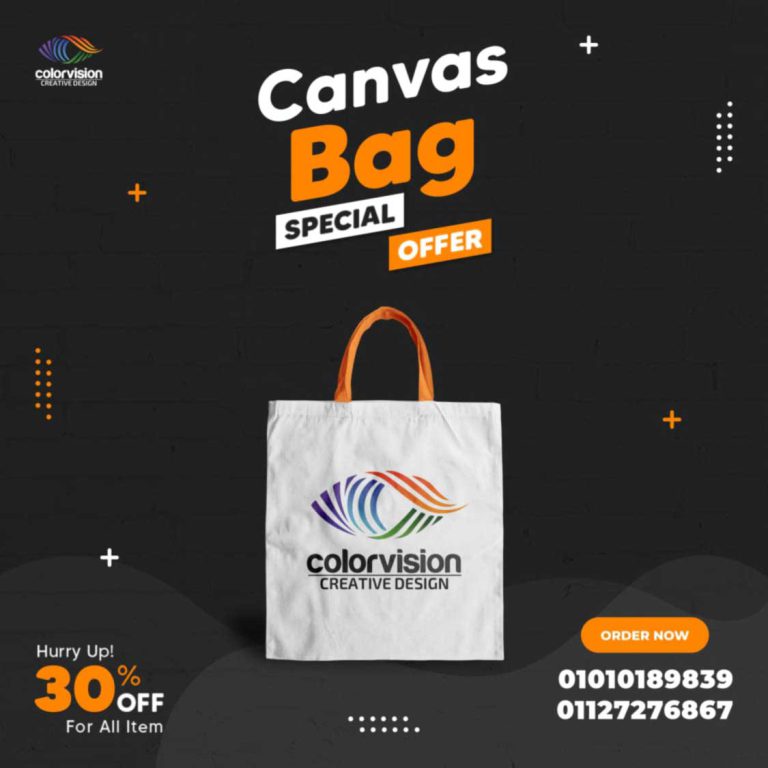 colorvision
CREATIVE DESIGN
Canvas
Bag
SPECIAL
OFFER
colorvision
CREATIVE DESIGN
Hurry Up!
30% OFF
For All Item
ORDER NOW
01010189839
01127276867